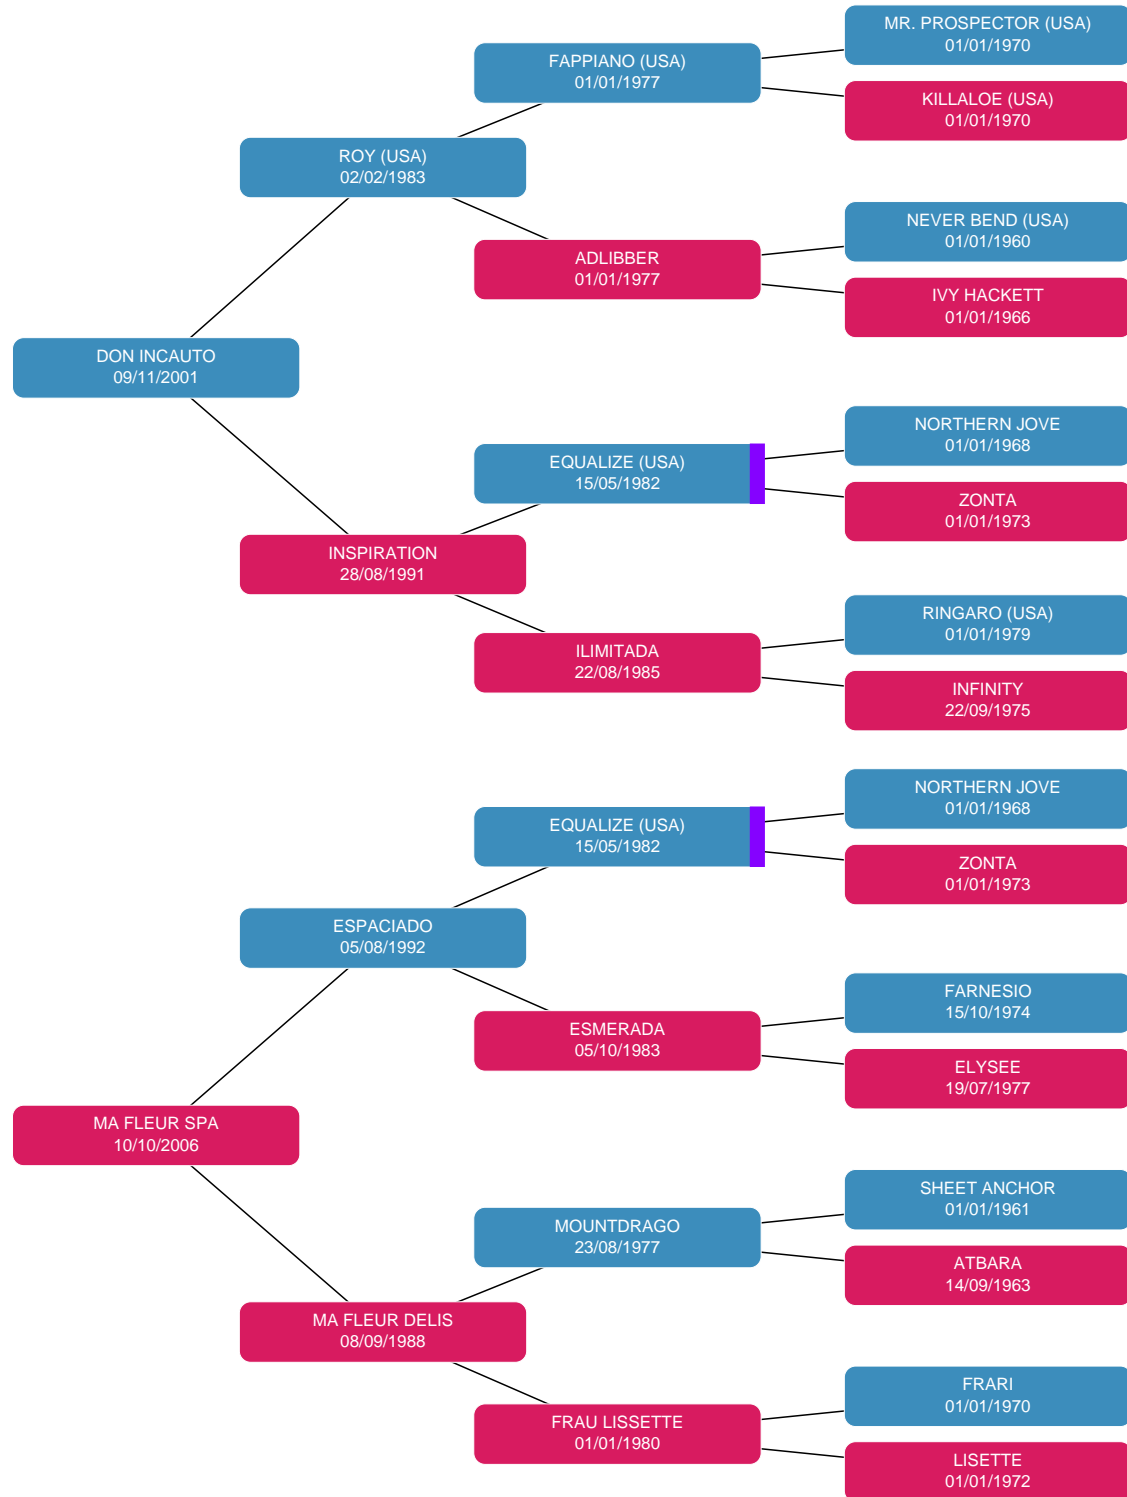 MR. PROSPECTOR (USA)
01/01/1970
FAPPIANO (USA)
01/01/1977
KILLALOE (USA)
01/01/1970
ROY (USA)
02/02/1983
NEVER BEND (USA)
01/01/1960
ADLIBBER
01/01/1977
IVY HACKETT
01/01/1966
DON INCAUTO
09/11/2001
NORTHERN JOVE
01/01/1968
EQUALIZE (USA)
15/05/1982
ZONTA
01/01/1973
INSPIRATION
28/08/1991
RINGARO (USA)
01/01/1979
ILIMITADA
22/08/1985
INFINITY
22/09/1975
NORTHERN JOVE
01/01/1968
EQUALIZE (USA)
15/05/1982
ZONTA
01/01/1973
ESPACIADO
05/08/1992
FARNESIO
15/10/1974
ESMERADA
05/10/1983
ELYSEE
19/07/1977
MA FLEUR SPA
10/10/2006
SHEET ANCHOR
01/01/1961
MOUNTDRAGO
23/08/1977
ATBARA
14/09/1963
MA FLEUR DELIS
08/09/1988
FRARI
01/01/1970
FRAU LISSETTE
01/01/1980
LISETTE
01/01/1972